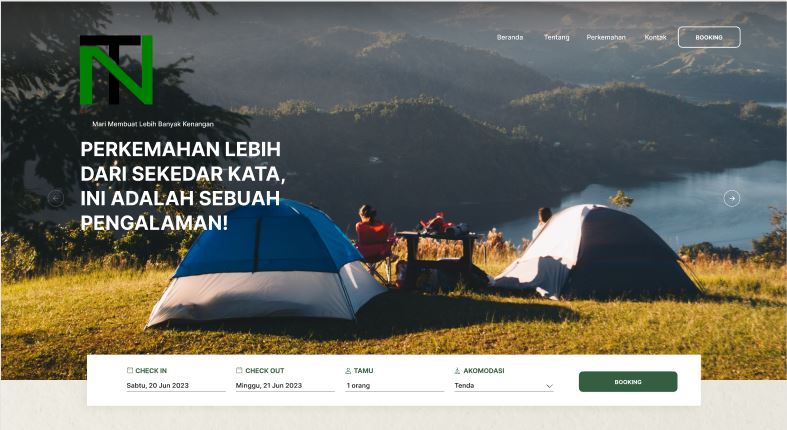 TN
Beranda Tentang Perkemahan Kontak BOOKING
Mari Membuat Lebih Banyak Kenangan
PERKEMAHAN LEBIH
DARI SEKEDAR KATA,
INI ADALAH SEBUAH
PENGALAMAN!
CHECK IN CHECK OUT TAMU AKOMODASI
Sabtu, 20 Jun 2023 Minggu, 21 Jun 2023 1 orang Tenda BOOKING